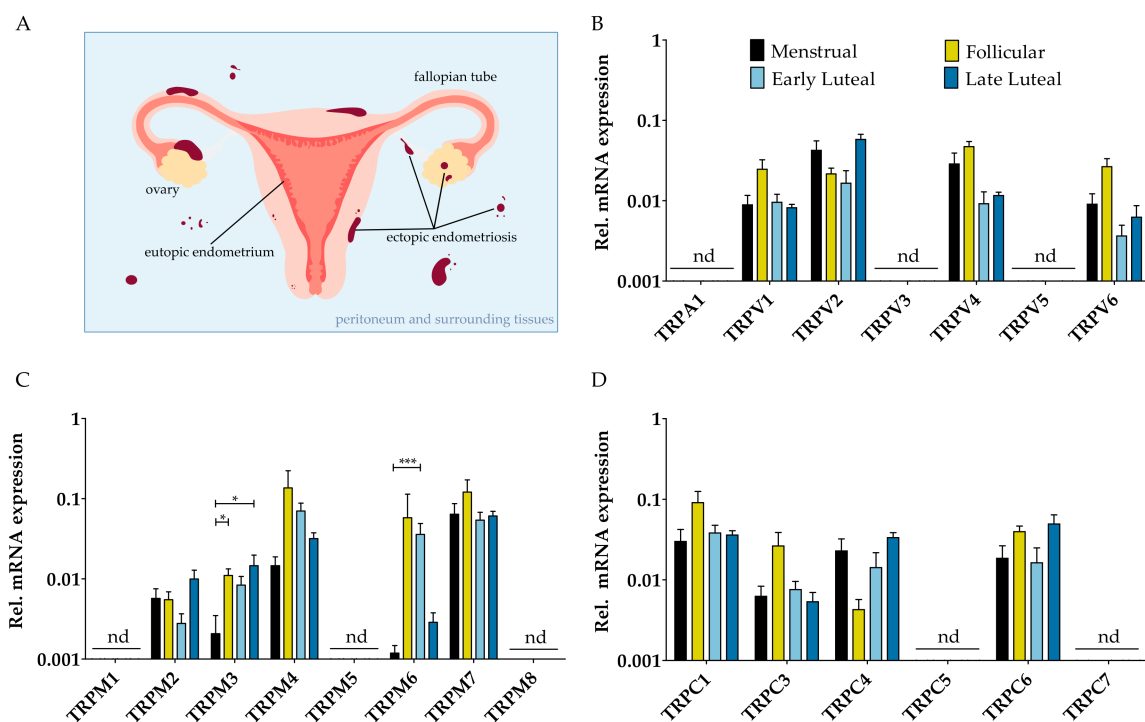 A
fallopian tube
ovary
eutopic endometrium
ectopic endometriosis
peritoneum and surrounding tissues
B
Menstrual
Follicular
Early Luteal
Late Luteal
Rel. mRNA expression
1
0.1
0.01
0.001
nd
nd
nd
TRPA1
TRPV1
TRPV2
TRPV3
TRPV4
TRPV5
TRPV6
C
Rel. mRNA expression
1
0.1
0.01
0.001
nd
*
*
nd
***
nd
TRPM1
TRPM2
TRPM3
TRPM4
TRPM5
TRPM6
TRPM7
TRPM8
D
Rel. mRNA expression
1
0.1
0.01
0.001
nd
nd
TRPC1
TRPC3
TRPC4
TRPC5
TRPC6
TRPC7